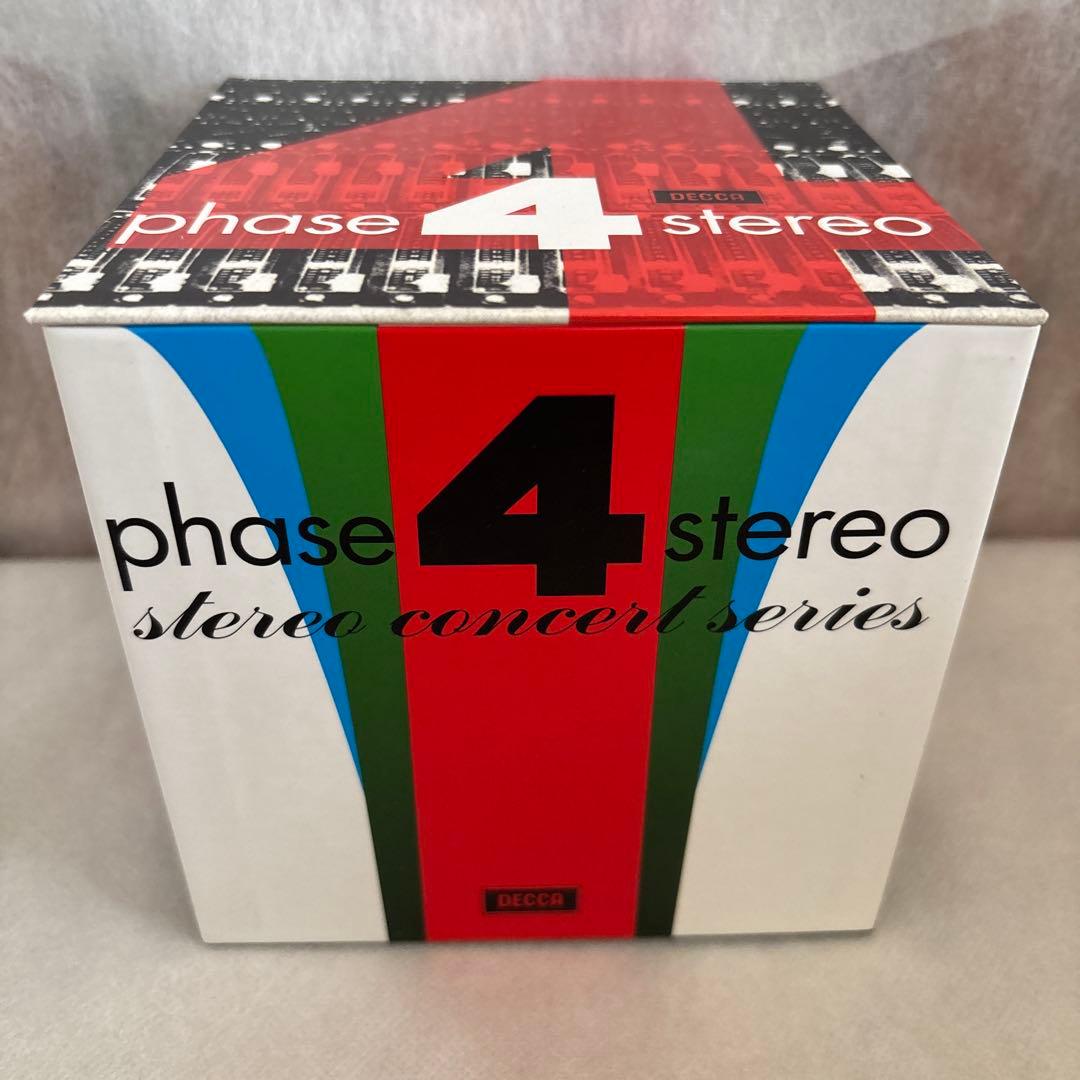 DECCA
phase 4 stereo
phase 4 stereo
stereo concert series
DECCA